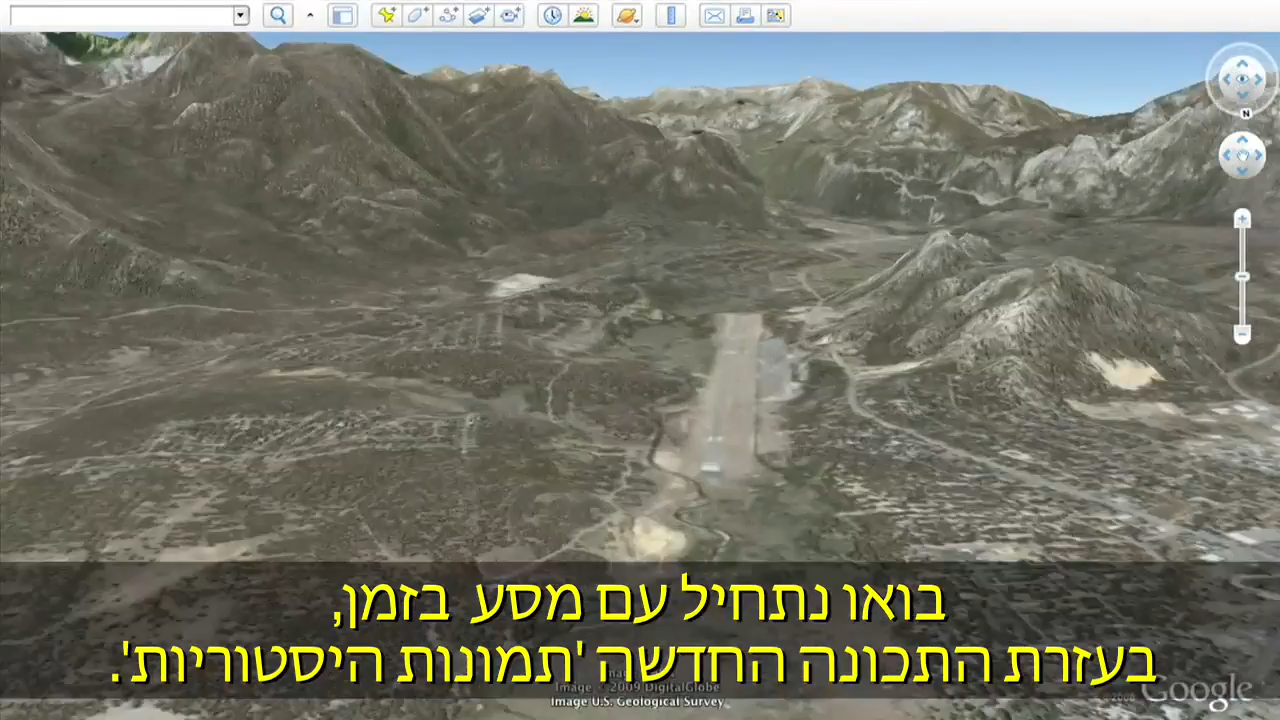 N
בואו נתחיל עם מסע בזמן,
בעזרת התכונה החדשה 'תמונות היסטוריות'.
Image © 2009 DigitalGlobe
Image U.S. Geological Survey
Google